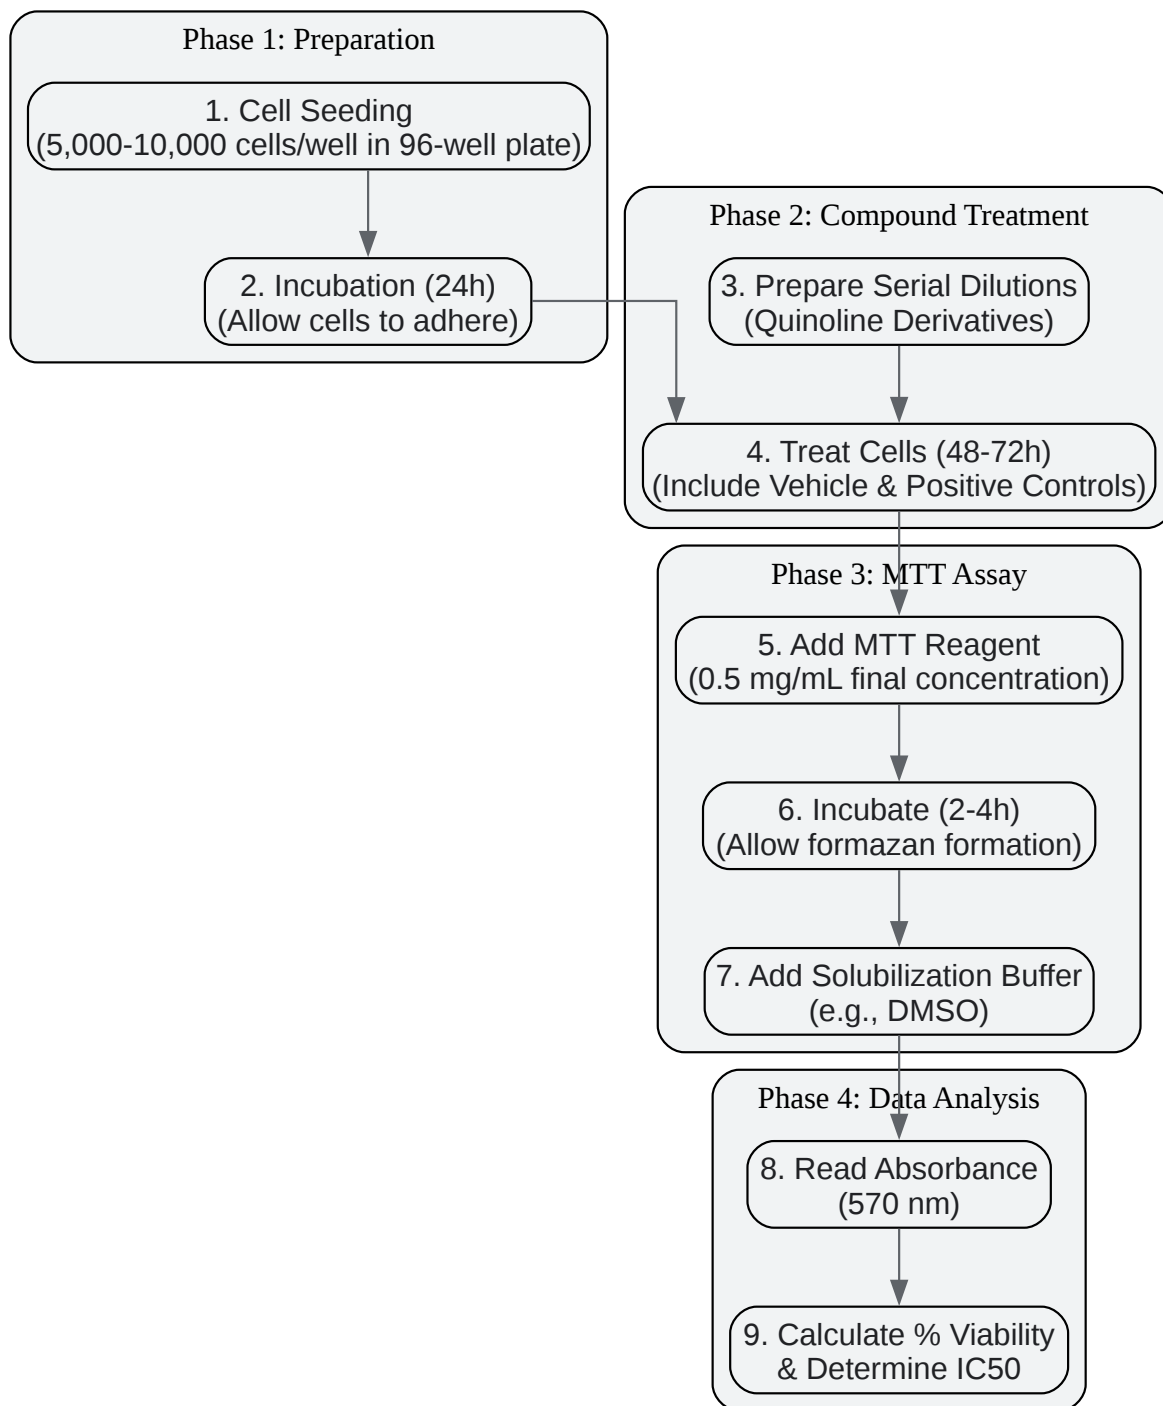 Phase 1: Preparation
1. Cell Seeding
(5,000-10,000 cells/well in 96-well plate)
2. Incubation (24h)
(Allow cells to adhere)
Phase 2: Compound Treatment
3. Prepare Serial Dilutions
(Quinoline Derivatives)
4. Treat Cells (48-72h)
(Include Vehicle & Positive Controls)
Phase 3: MTT Assay
5. Add MTT Reagent
(0.5 mg/mL final concentration)
6. Incubate (2-4h)
(Allow formazan formation)
7. Add Solubilization Buffer
(e.g., DMSO)
Phase 4: Data Analysis
8. Read Absorbance
(570 nm)
9. Calculate % Viability
& Determine IC50